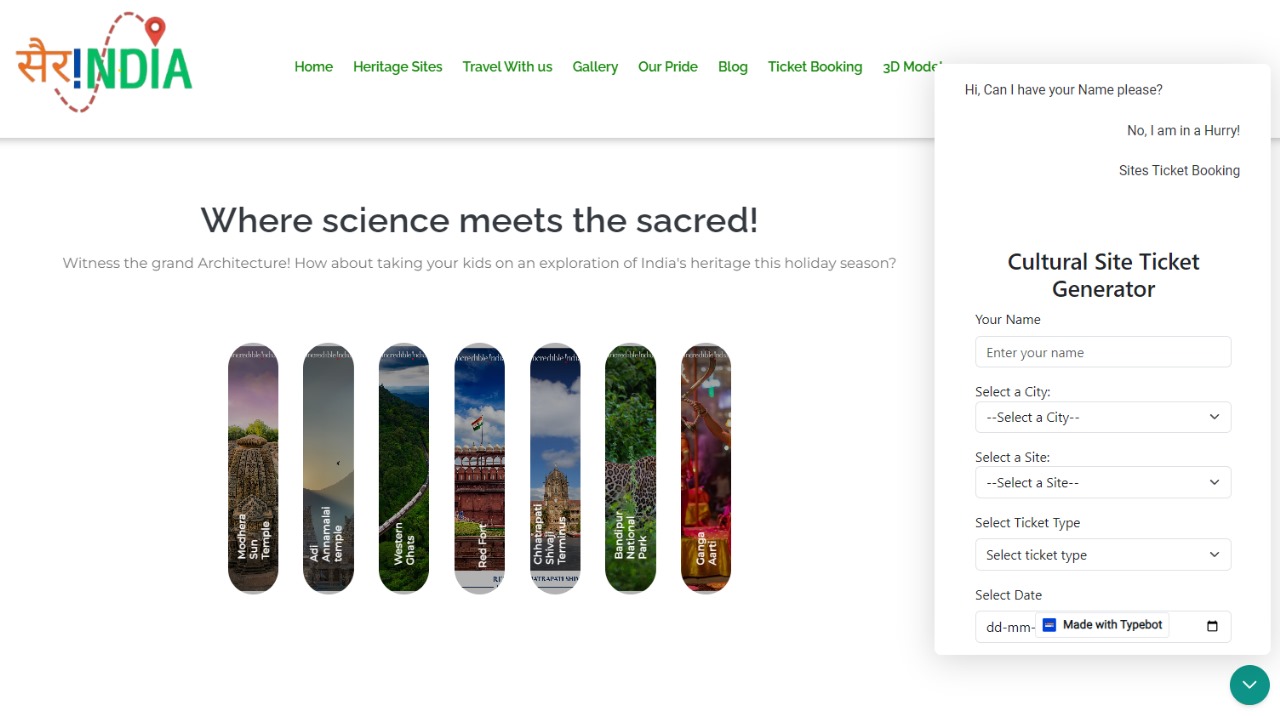 सैर!NDIA
Home Heritage Sites Travel With us Gallery Our Pride Blog Ticket Booking 3D Model
Where science meets the sacred!
Witness the grand Architecture! How about taking your kids on an exploration of India's heritage this holiday season?
Modhera
Sun
Temple
Adi
Annamalai
temple
Western
Ghats
Red Fort
Chhatrapati
Shivaji
Terminus
Bandipur
National
Park
Ganga
Aarti
Hi, Can I have your Name please?
No, I am in a Hurry!
Sites Ticket Booking
Cultural Site Ticket
Generator
Your Name
Enter your name
Select a City:
--Select a City--
Select a Site:
--Select a Site--
Select Ticket Type
Select ticket type
Select Date
dd-mm-
Made with Typebot